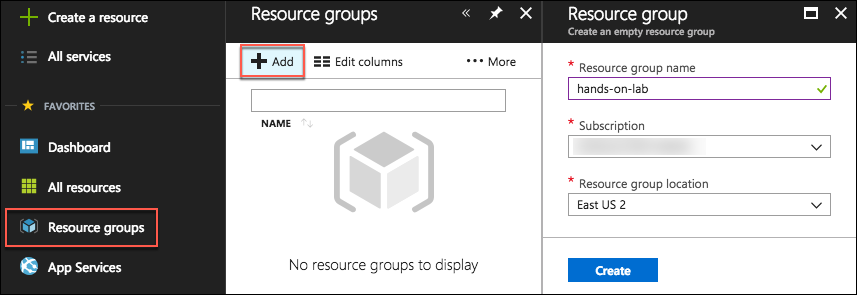 Create a resource
All services
FAVORITES
Dashboard
All resources
Resource groups
App Services
Resource groups
Add
Edit columns
More
NAME
No resource groups to display
Resource group
Create an empty resource group
* Resource group name
hands-on-lab
* Subscription
* Resource group location
East US 2
Create